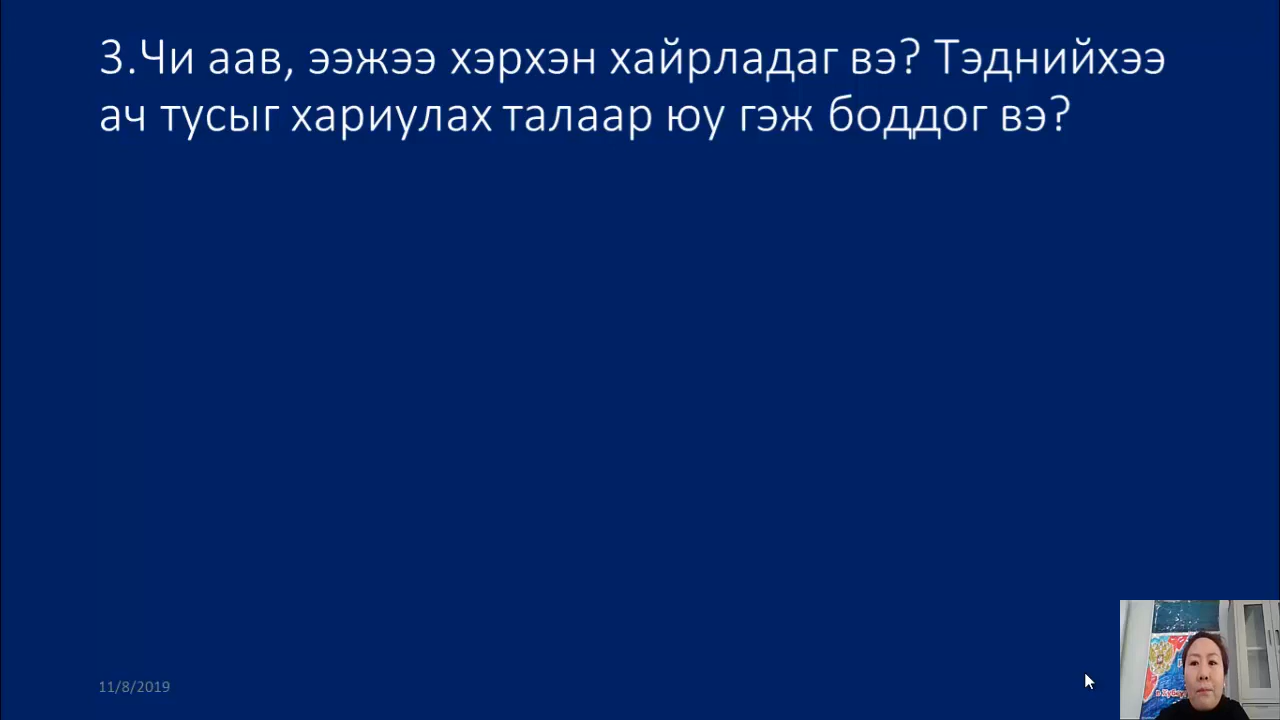 3.Чи аав, ээжээ хэрхэн хайрладаг вэ? Тэднийхээ
ач тусыг хариулах талаар юу гэж боддог вэ?
11/8/2019